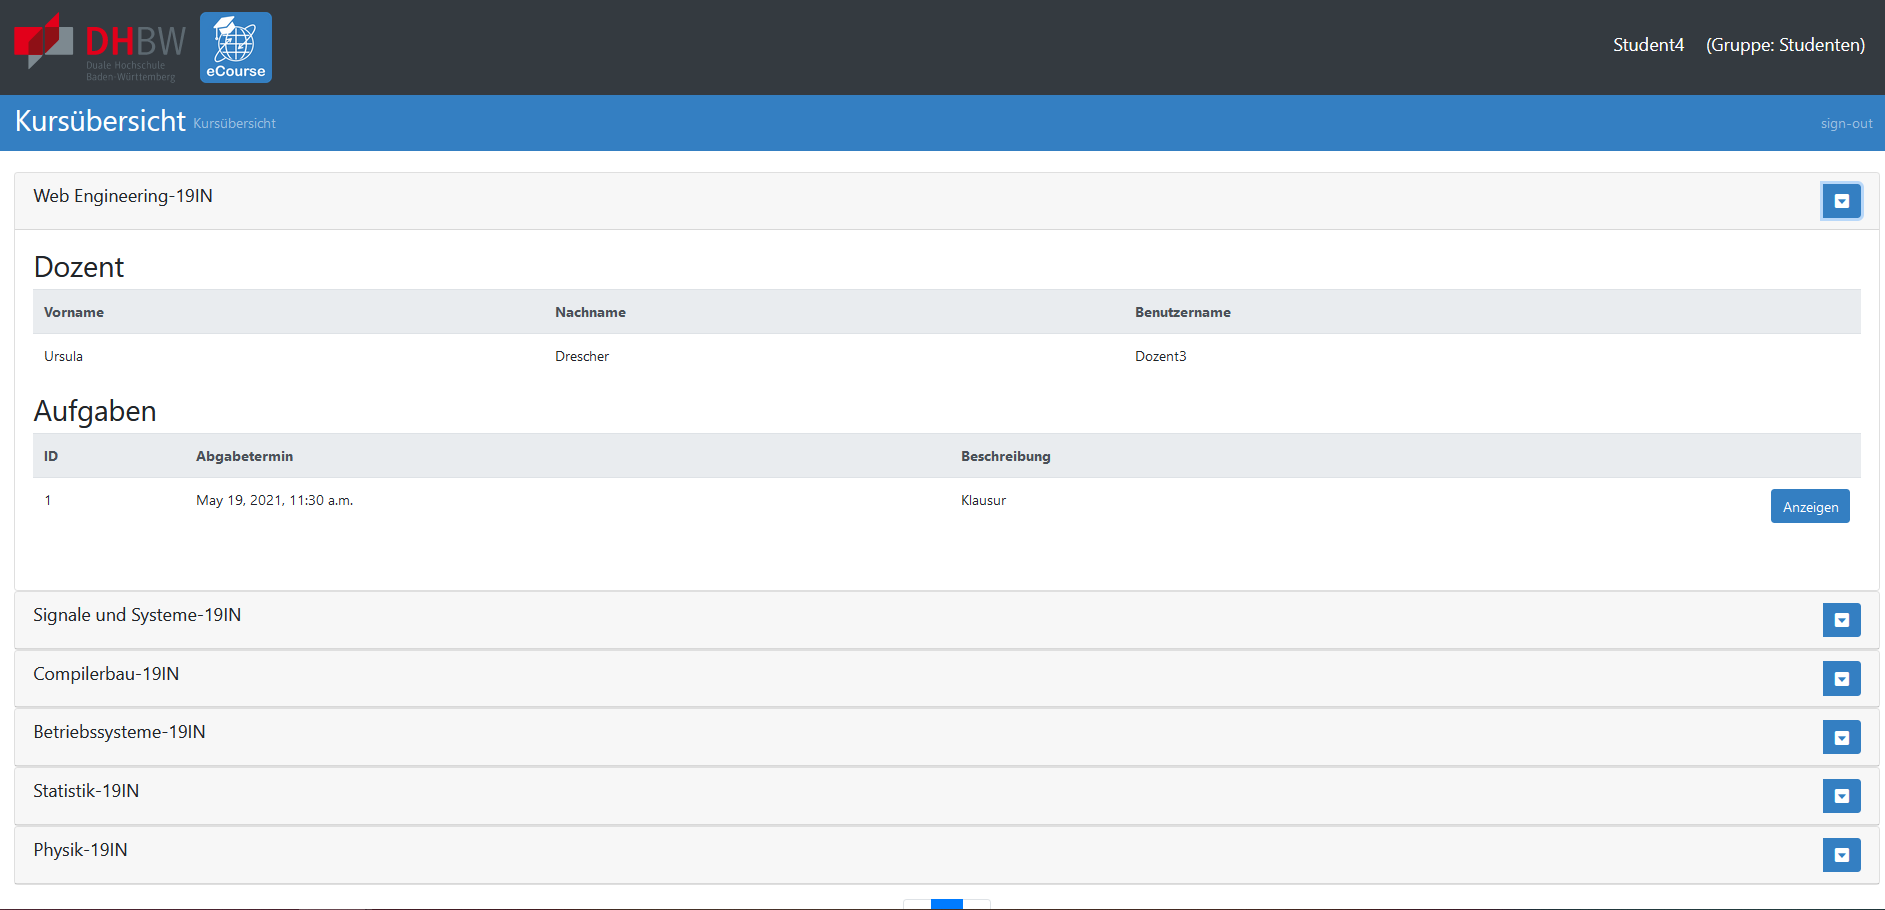 DHBW
Duale Hochschule
Baden-Württemberg
eCourse
Student4 (Gruppe: Studenten)
Kursübersicht Kursübersicht sign-out
Web Engineering-19IN
Dozent
Vorname Nachname Benutzername
Ursula Drescher Dozent3
Aufgaben
ID Abgabetermin Beschreibung
1 May 19, 2021, 11:30 a.m. Klausur Anzeigen
Signale und Systeme-19IN
Compilerbau-19IN
Betriebssysteme-19IN
Statistik-19IN
Physik-19IN